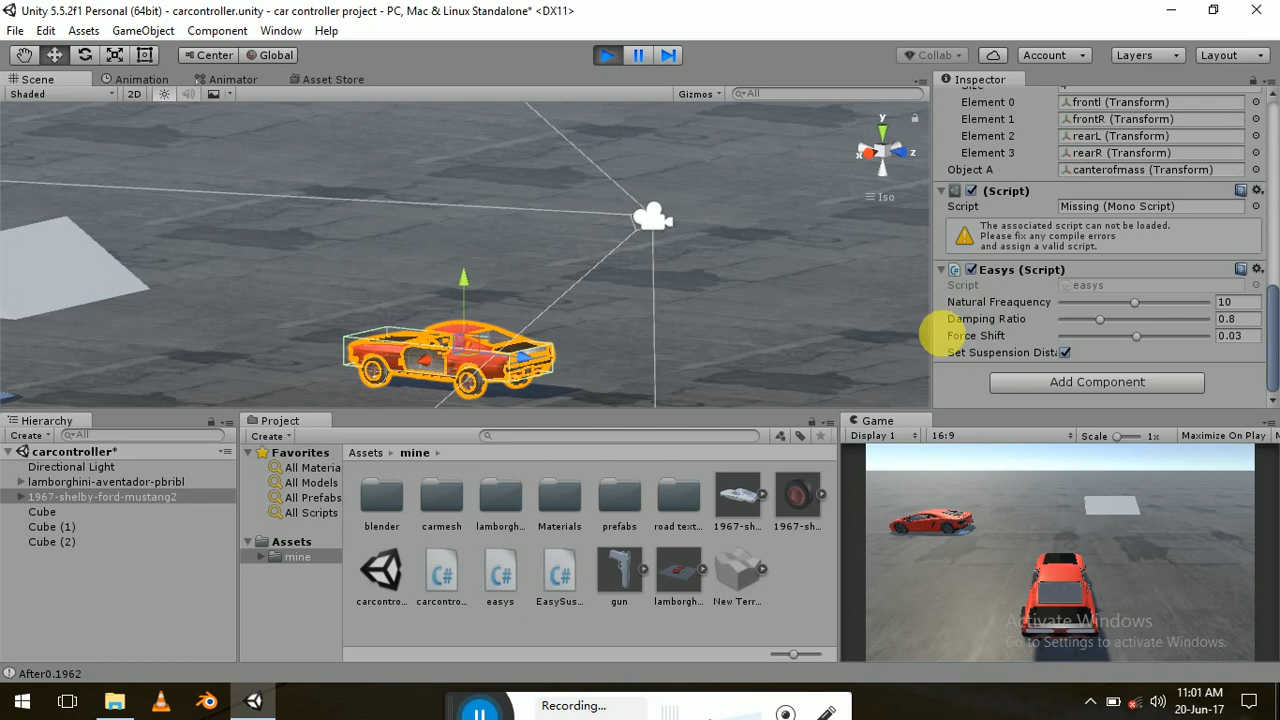 Unity 5.5.2f1 Personal (64bit) - carcontroller.unity - car controller project - PC, Mac & Linux Standalone* <DX11>
File Edit Assets GameObject Component Window Help
Center Global Collab Account Layers Layout
Scene Animation Animator Asset Store Inspector
Shaded 2D Gizmos All
y
x
z
Iso
Size 4
Element 0 frontl (Transform)
Element 1 frontR (Transform)
Element 2 rearL (Transform)
Element 3 rearR (Transform)
Object A canterofmass (Transform)
(Script)
Script Missing (Mono Script)
The associated script can not be loaded.
Please fix any compile errors
and assign a valid script.
Easys (Script)
Script easys
Natural Freaquency 10
Damping Ratio 0.8
Force Shift 0.03
Set Suspension Dista
Add Component
Hierarchy Project Game
Create All Create Display 1 16:9 Scale 1x Maximize On Play
carcontroller*
Directional Light
lamborghini-aventador-pbribl
1967-shelby-ford-mustang2
Cube
Cube (1)
Cube (2)
Favorites
All Materia
All Models
All Prefabs
All Scripts
Assets
mine
Assets mine
blender carmesh lamborgh... Materials prefabs road text... 1967-sh... 1967-sh...
carcontro... carcontro... easys EasySus... gun lamborgh... New Terr...
Activate Windows
Go to Settings to activate Windows.
After0.1962
Recording...
11:01 AM
20-Jun-17